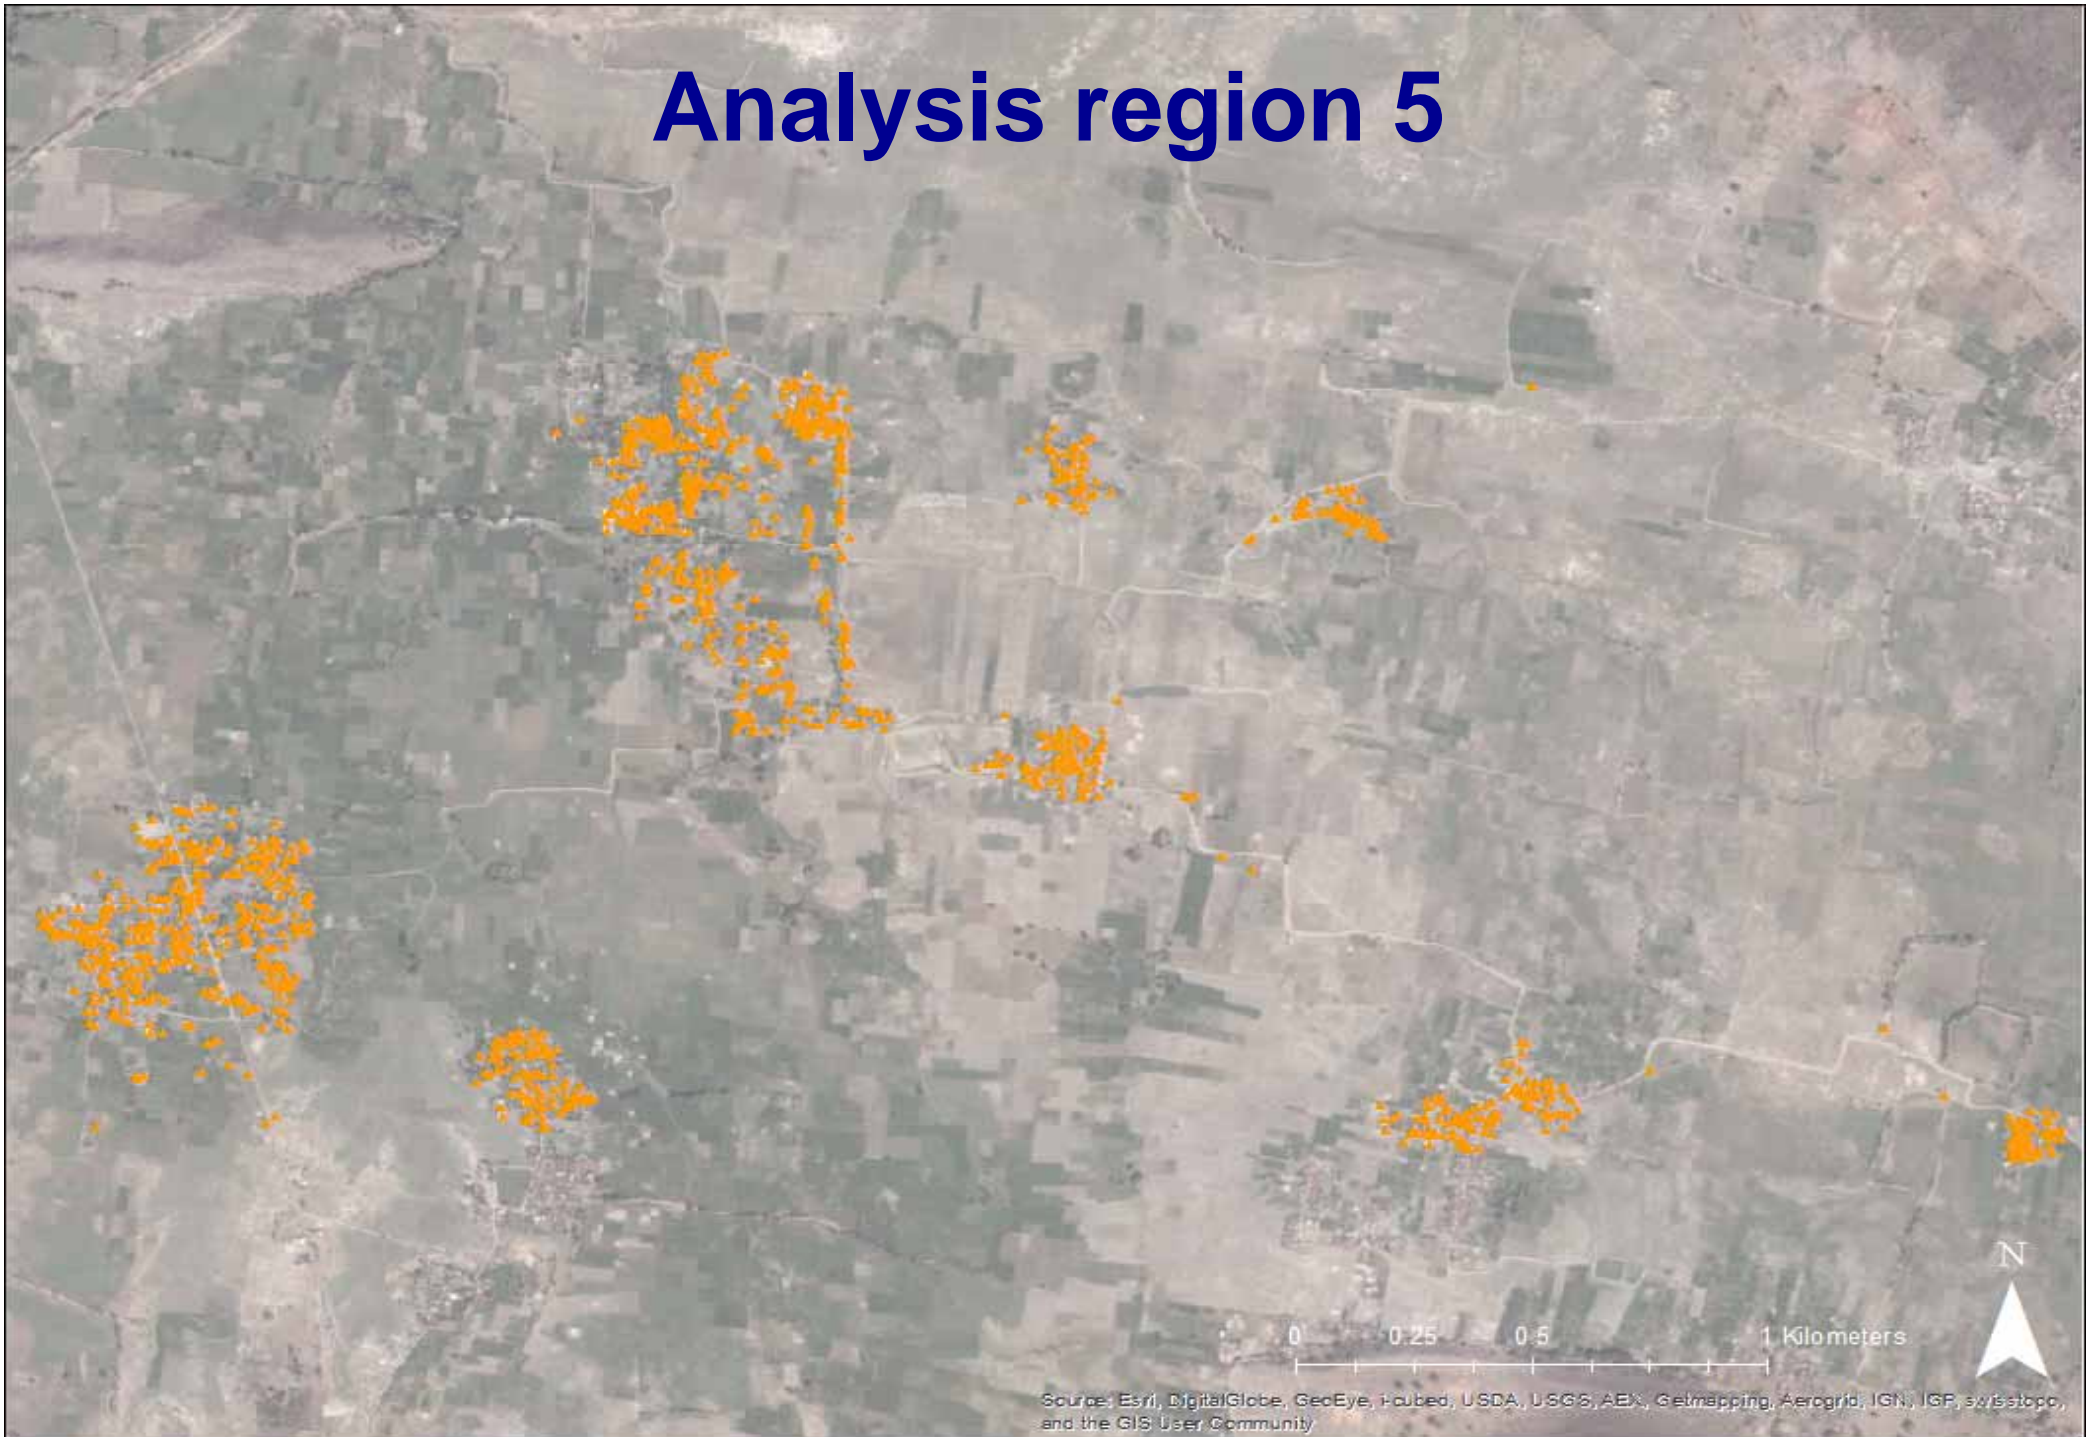 Analysis region 5
N
0 0.25 0.5 1 Kilometers
Source: Esri, DigitalGlobe, GeoEye, i-cubed, USDA, USGS, AEX, Getmapping, Aerogrid, IGN, IGP, swisstopo,
and the GIS User Community